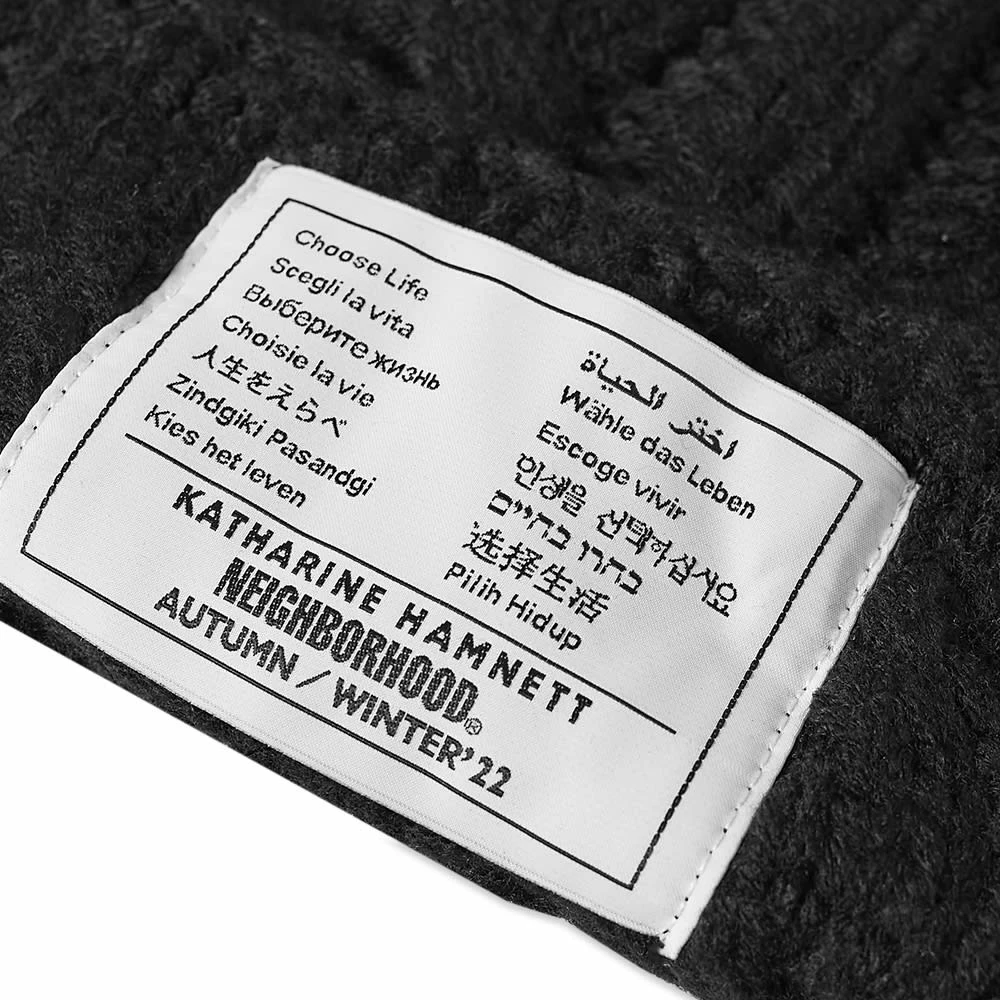 Choose Life
Scegli la vita
Выберите жизнь
Choisie la vie
人生をえらべ
Zindgiki Pasandgi
Kies het leven
اختر الحياة
Wähle das Leben
Escoge vivir
인생을 선택하십시요
בחרו בחיים
选择生活
Pilih Hidup
KATHARINE HAMNETT
NEIGHBORHOOD®
AUTUMN / WINTER'22